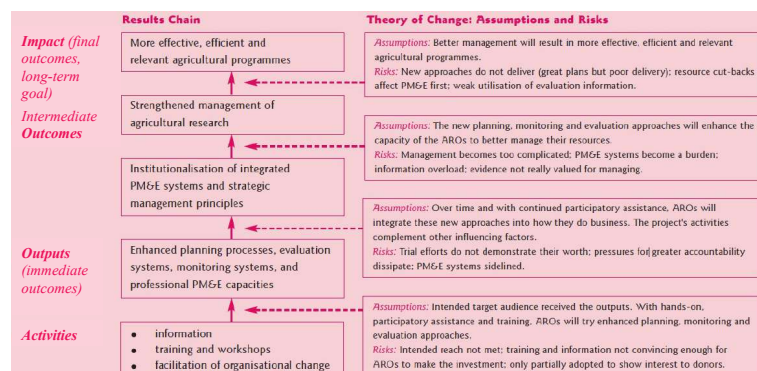 Results Chain
Theory of Change: Assumptions and Risks
Impact (final
outcomes,
long-term
goal)
More effective, efficient and
relevant agricultural programmes
Assumptions: Better management will result in more effective, efficient and relevant
agricultural programmes.
Risks: New approaches do not deliver (great plans but poor delivery); resource cut-backs
affect PM&E first; weak utilisation of evaluation information.
Intermediate
Outcomes
Strengthened management of
agricultural research
Assumptions: The new planning, monitoring and evaluation approaches will enhance the
capacity of the AROs to better manage their resources.
Risks: Management becomes too complicated; PM&E systems become a burden;
information overload; evidence not really valued for managing.
Institutionalisation of integrated
PM&E systems and strategic
management principles
Assumptions: Over time and with continued participatory assistance, AROs will
integrate these new approaches into how they do business. The project's activities
complement other influencing factors.
Risks: Trial efforts do not demonstrate their worth; pressures for greater accountability
dissipate; PM&E systems sidelined.
Outputs
(immediate
outcomes)
Enhanced planning processes, evaluation
systems, monitoring systems, and
professional PM&E capacities
Assumptions: Intended target audience received the outputs. With hands-on,
participatory assistance and training, AROs will try enhanced planning, monitoring and
evaluation approaches.
Risks: Intended reach not met; training and information not convincing enough for
AROs to make the investment; only partially adopted to show interest to donors.
Activities
• information
• training and workshops
• facilitation of organisational change